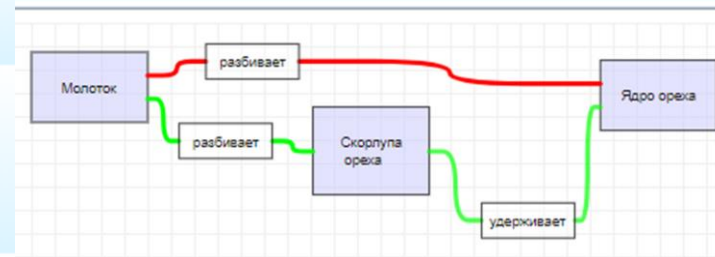 разбивает
Молоток
Ядро ореха
разбивает
Скорлупа
ореха
удерживает